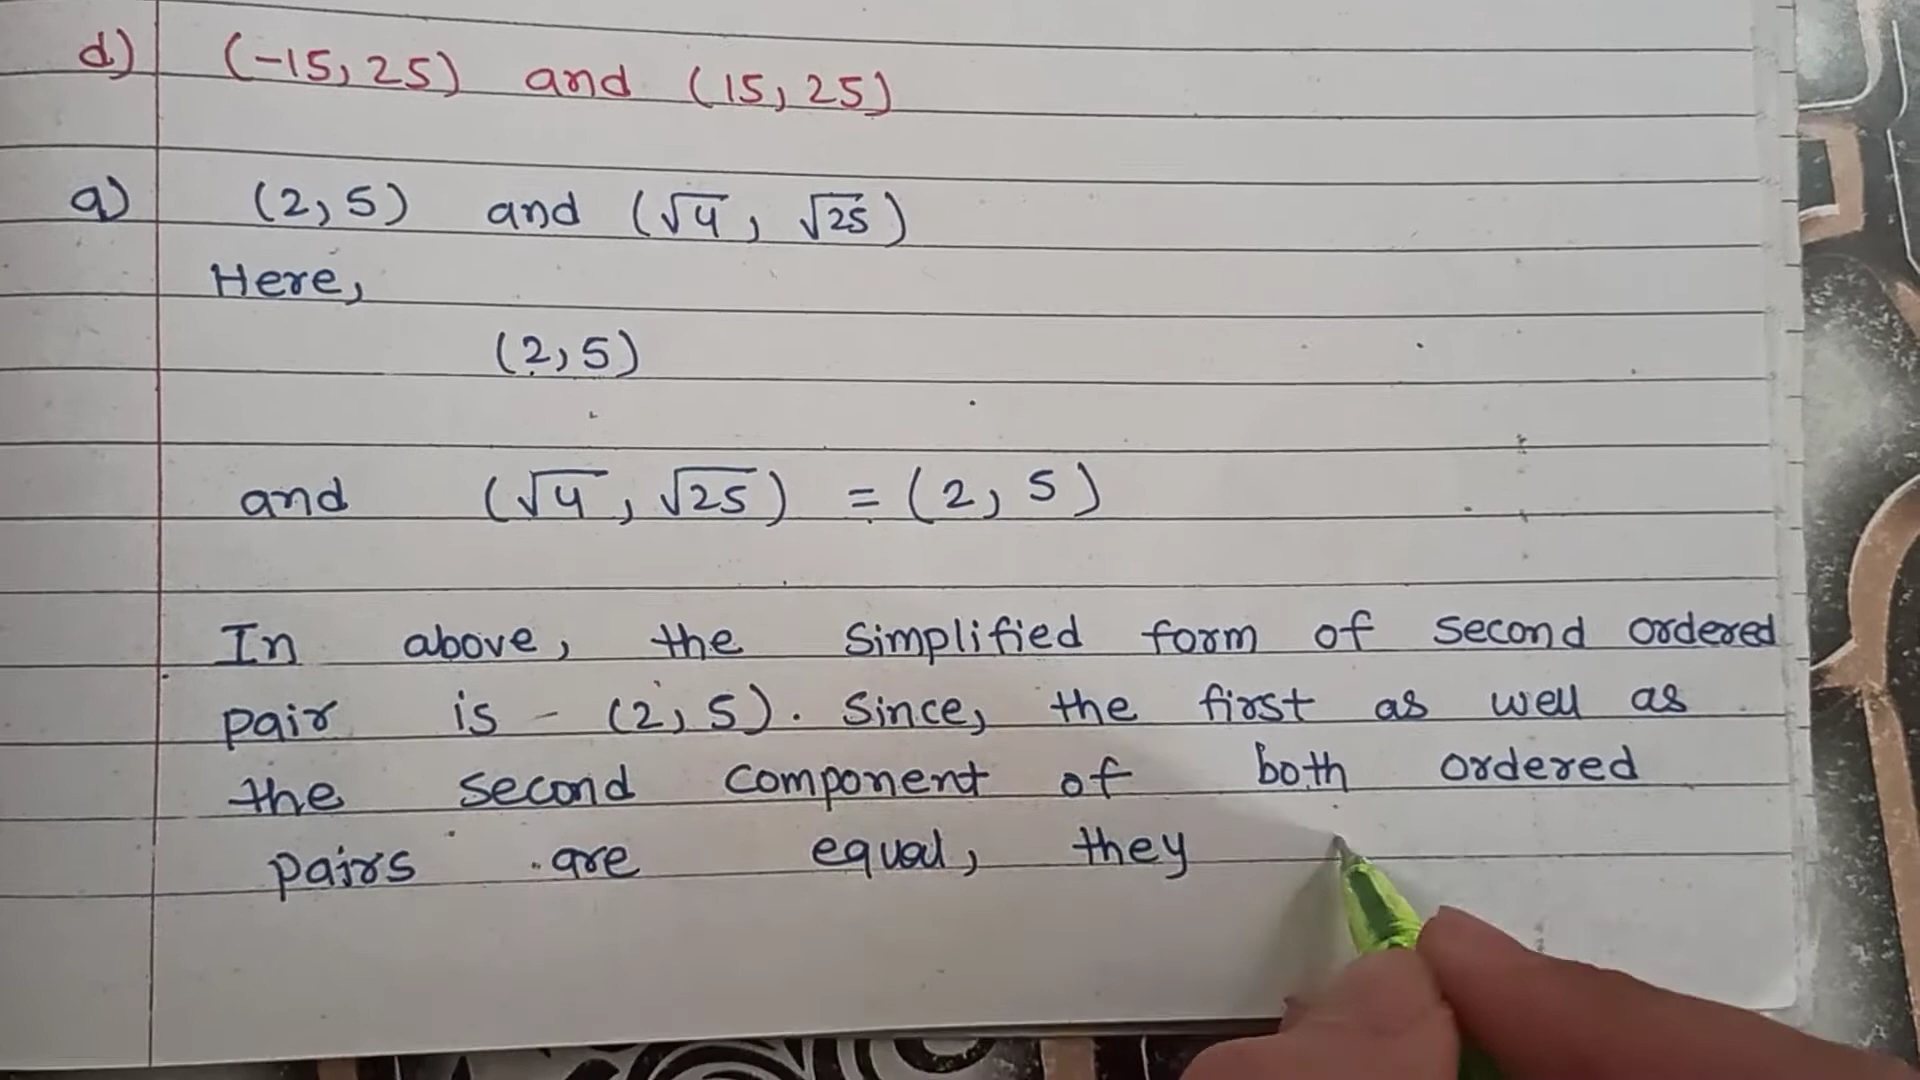 d) (-15, 25) and (15, 25)
a) (2, 5) and (√4, √25)
Here,
(2, 5)
and (√4, √25) = (2, 5)
In above, the simplified form of second ordered
pair is - (2, 5). Since, the first as well as
the second component of both ordered
pairs are equal, they